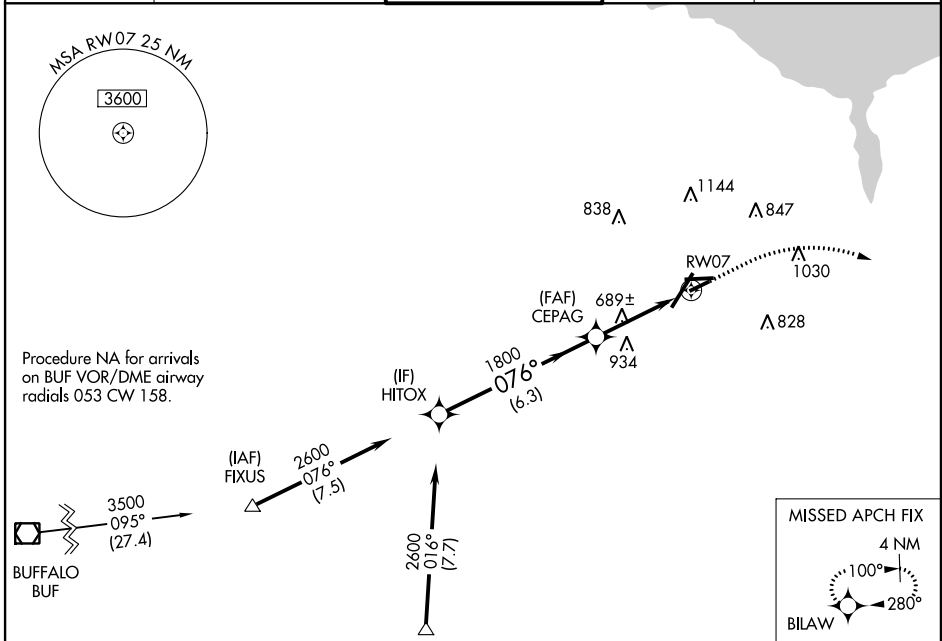 MSA RW07 25 NM
3600
838
1144
847
RW07
1030
(FAF)
CEPAG
689±
828
934
Procedure NA for arrivals
on BUF VOR/DME airway
radials 053 CW 158.
(IF)
HITOX
1800
076°
(6.3)
(IAF)
FIXUS
2600
076°
(7.5)
3500
095°
(27.4)
BUFFALO
BUF
2600
016°
(7.7)
MISSED APCH FIX
4 NM
100°
280°
BILAW